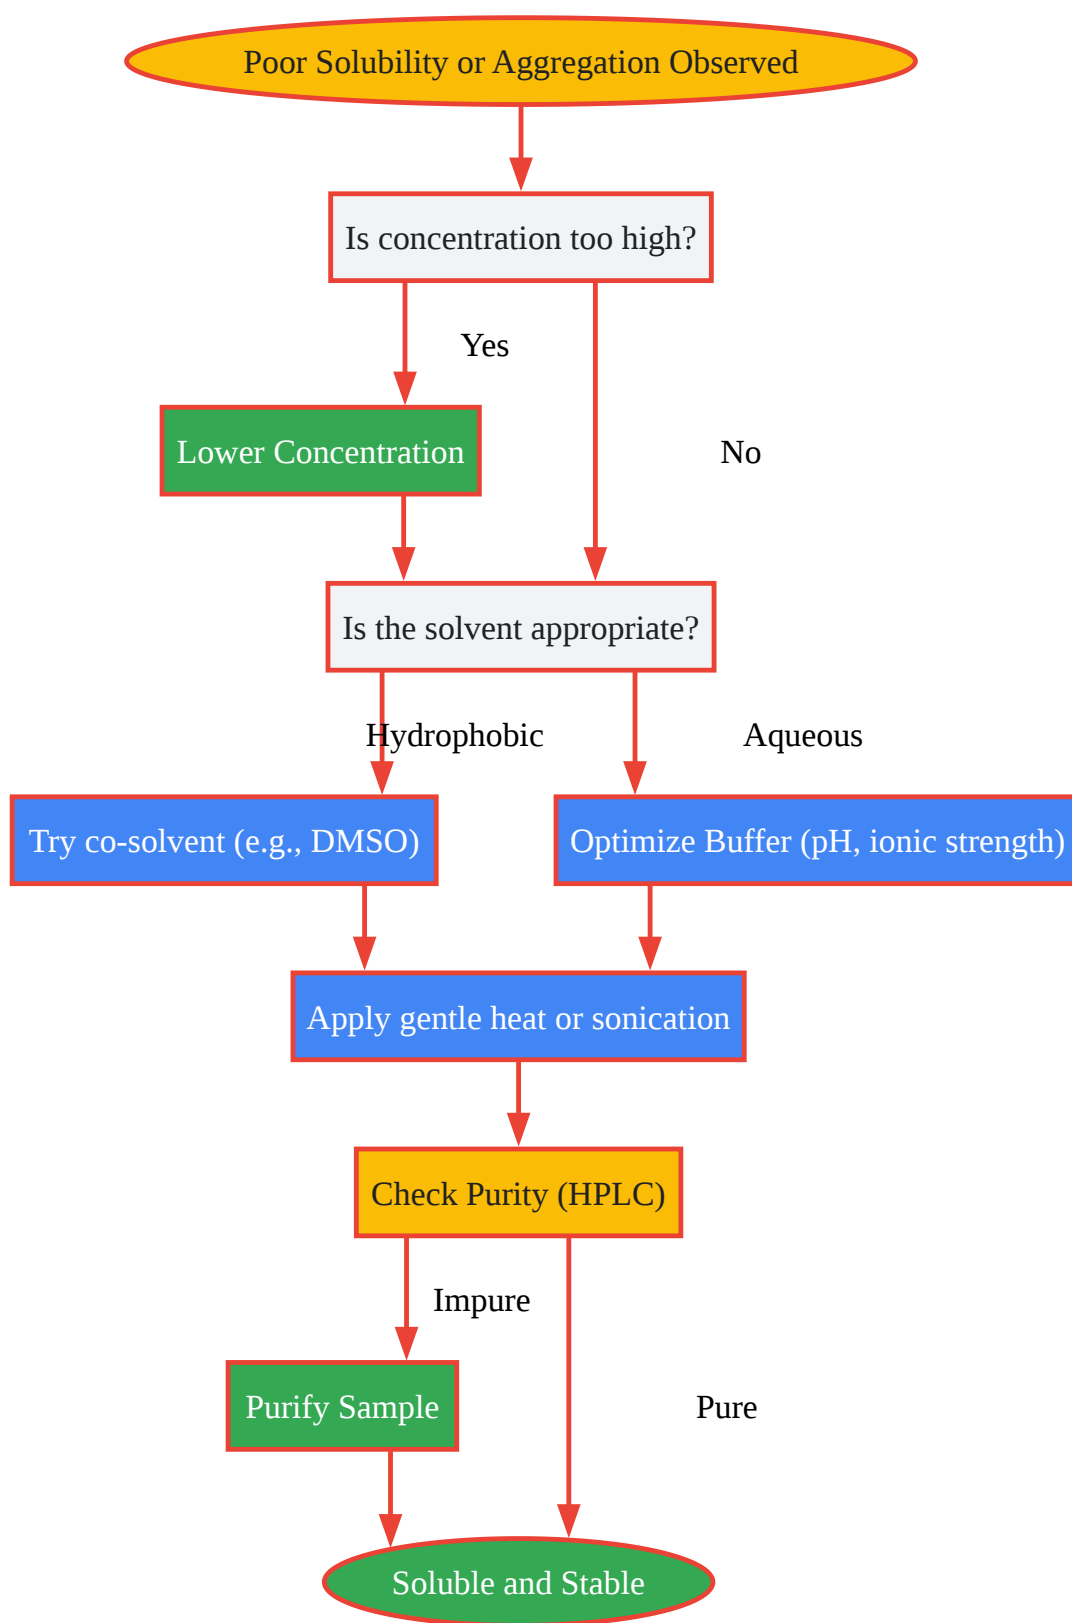 Poor Solubility or Aggregation Observed
Is concentration too high?
Yes
Lower Concentration
No
Is the solvent appropriate?
Hydrophobic
Aqueous
Try co-solvent (e.g., DMSO)
Optimize Buffer (pH, ionic strength)
Apply gentle heat or sonication
Check Purity (HPLC)
Impure
Purify Sample
Pure
Soluble and Stable